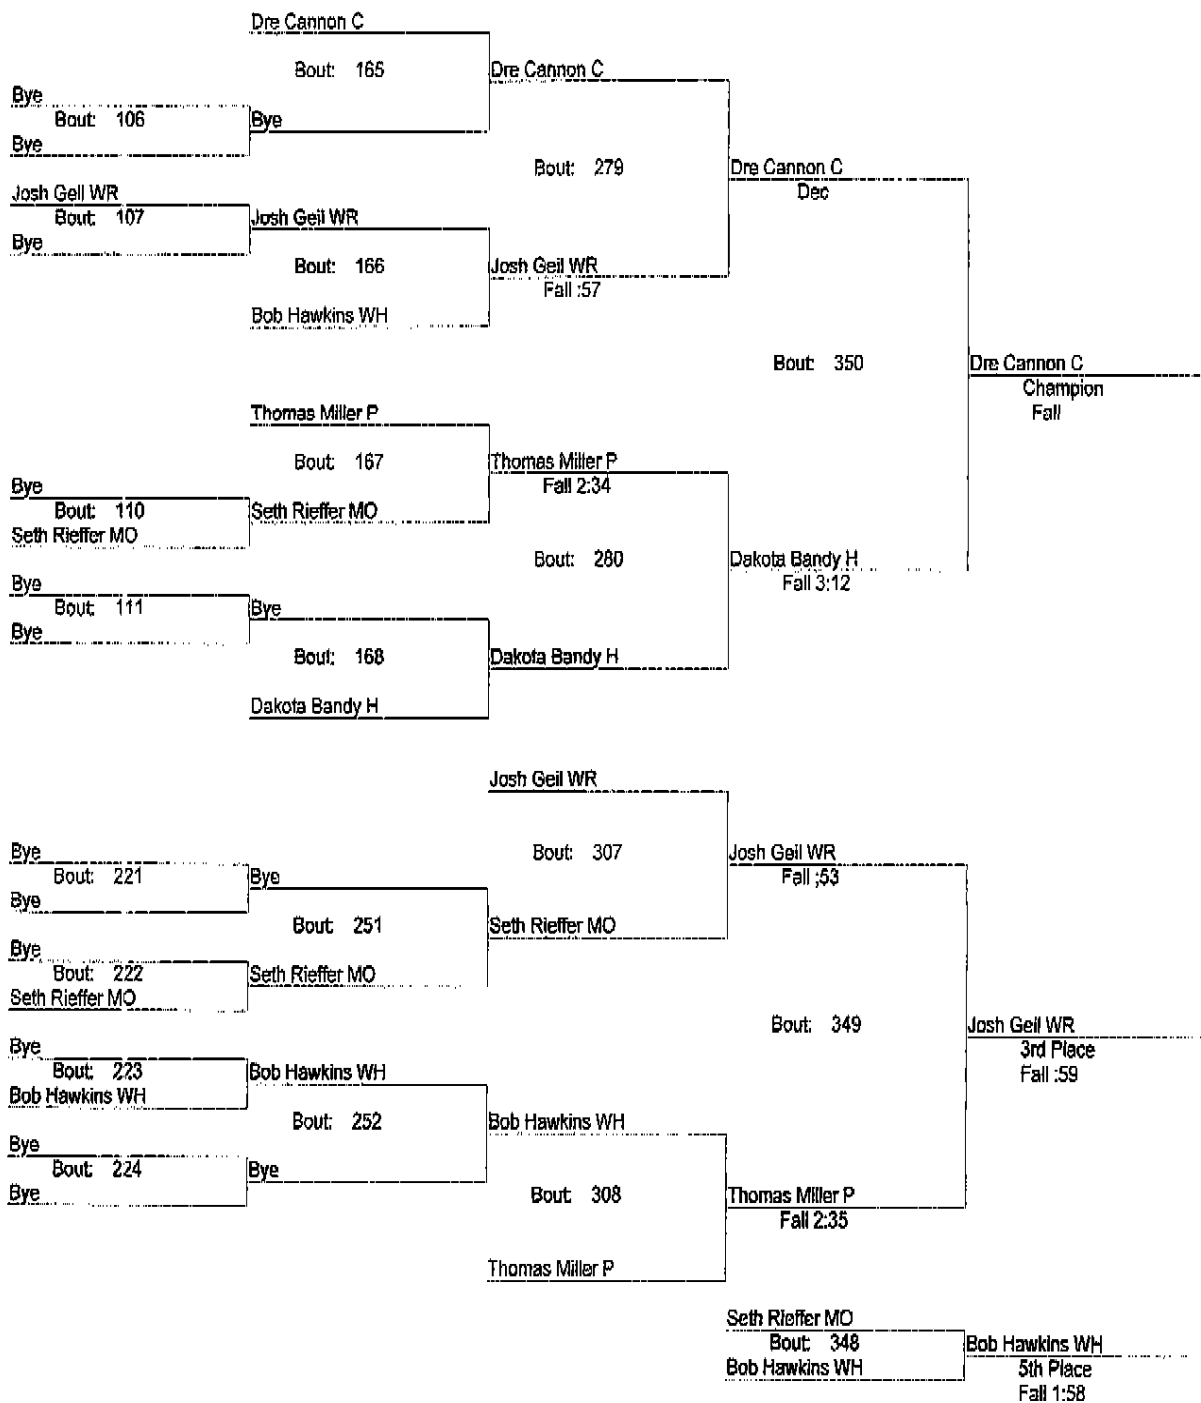 Dre Cannon C
Bout: 165
Dre Cannon C
Bye
Bout: 106
Bye
Bye
Bout: 279
Dre Cannon C
Dec
Josh Geil WR
Bout: 107
Josh Geil WR
Bye
Bout: 166
Josh Geil WR
Fall :57
Bob Hawkins WH
Bout: 350
Dre Cannon C
Champion
Fall
Thomas Miller P
Bout: 167
Thomas Miller P
Fall 2:34
Bye
Bout: 110
Seth Rieffer MO
Seth Rieffer MO
Bout: 280
Dakota Bandy H
Fall 3:12
Bye
Bout: 111
Bye
Bye
Bout: 168
Dakota Bandy H
Dakota Bandy H
Josh Geil WR
Bout: 307
Josh Geil WR
Fall ;53
Bye
Bout: 221
Bye
Bye
Bout: 251
Seth Rieffer MO
Bye
Bout: 222
Seth Rieffer MO
Seth Rieffer MO
Bout: 349
Josh Geil WR
3rd Place
Fall :59
Bye
Bout: 223
Bob Hawkins WH
Bob Hawkins WH
Bout: 252
Bob Hawkins WH
Bye
Bout: 224
Bye
Bye
Bout: 308
Thomas Miller P
Fall 2:35
Thomas Miller P
Seth Rieffer MO
Bout: 348
Bob Hawkins WH
Bob Hawkins WH
5th Place
Fall 1:58